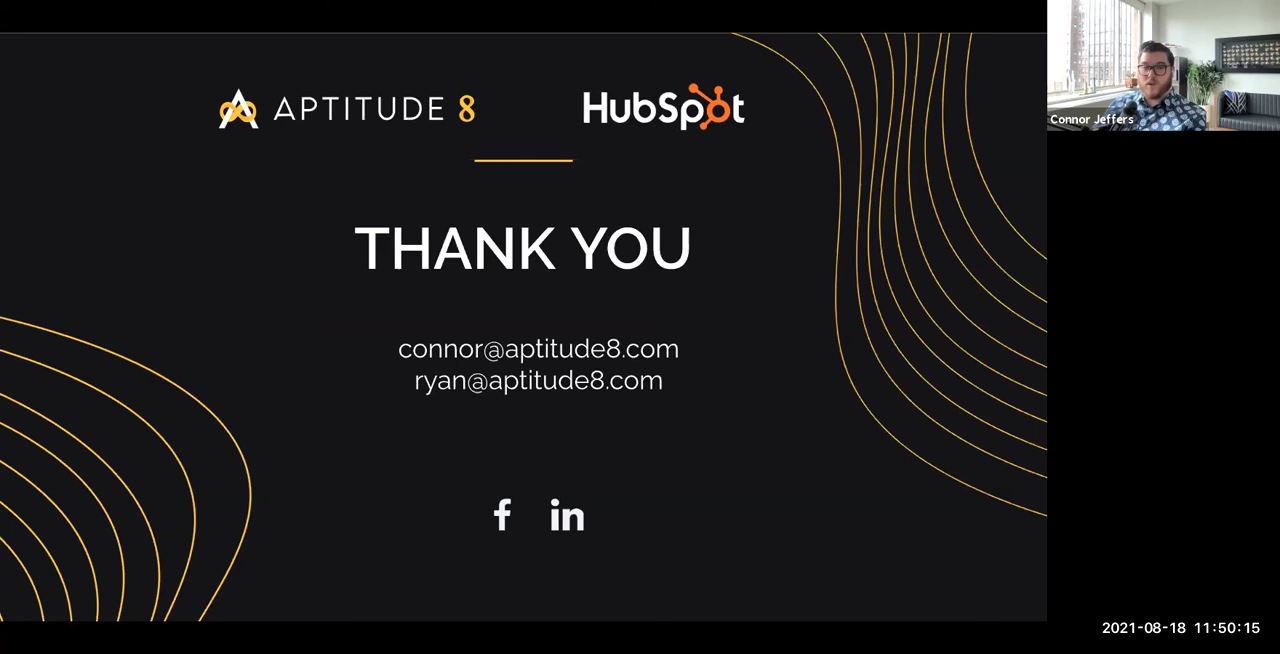 APTITUDE 8
HubSpot
THANK YOU
connor@aptitude8.com
ryan@aptitude8.com
f in
Connor Jeffers
2021-08-18 11:50:15